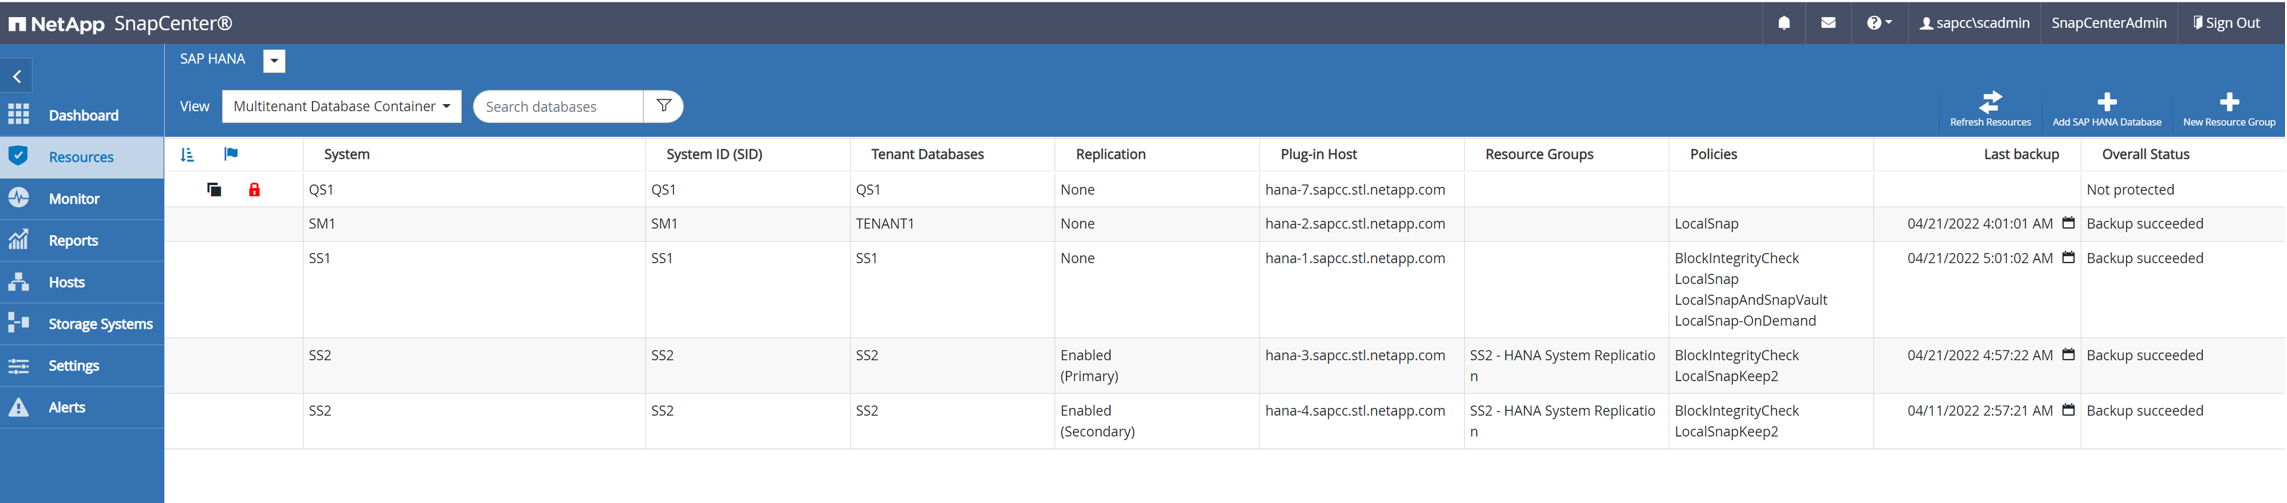 NetApp SnapCenter®
sapcc\scadmin SnapCenterAdmin Sign Out
SAP HANA
View Multitenant Database Container Search databases
Refresh Resources Add SAP HANA Database New Resource Group
Dashboard
Resources
Monitor
Reports
Hosts
Storage Systems
Settings
Alerts
System System ID (SID) Tenant Databases Replication Plug-in Host Resource Groups Policies Last backup Overall Status
QS1 QS1 QS1 None hana-7.sapcc.stl.netapp.com Not protected
SM1 SM1 TENANT1 None hana-2.sapcc.stl.netapp.com LocalSnap 04/21/2022 4:01:01 AM Backup succeeded
SS1 SS1 SS1 None hana-1.sapcc.stl.netapp.com BlockIntegrityCheck 04/21/2022 5:01:02 AM Backup succeeded
LocalSnap
LocalSnapAndSnapVault
LocalSnap-OnDemand
SS2 SS2 SS2 Enabled hana-3.sapcc.stl.netapp.com SS2 - HANA System Replicatio BlockIntegrityCheck 04/21/2022 4:57:22 AM Backup succeeded
(Primary) n LocalSnapKeep2
SS2 SS2 SS2 Enabled hana-4.sapcc.stl.netapp.com SS2 - HANA System Replicatio BlockIntegrityCheck 04/11/2022 2:57:21 AM Backup succeeded
(Secondary) n LocalSnapKeep2